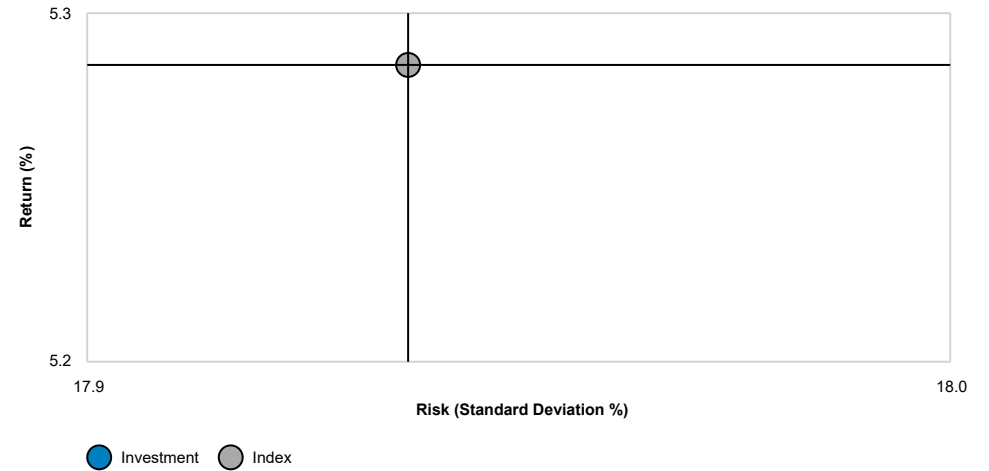 5.3
Return (%)
5.2
17.9
18.0
Risk (Standard Deviation %)
Investment
Index